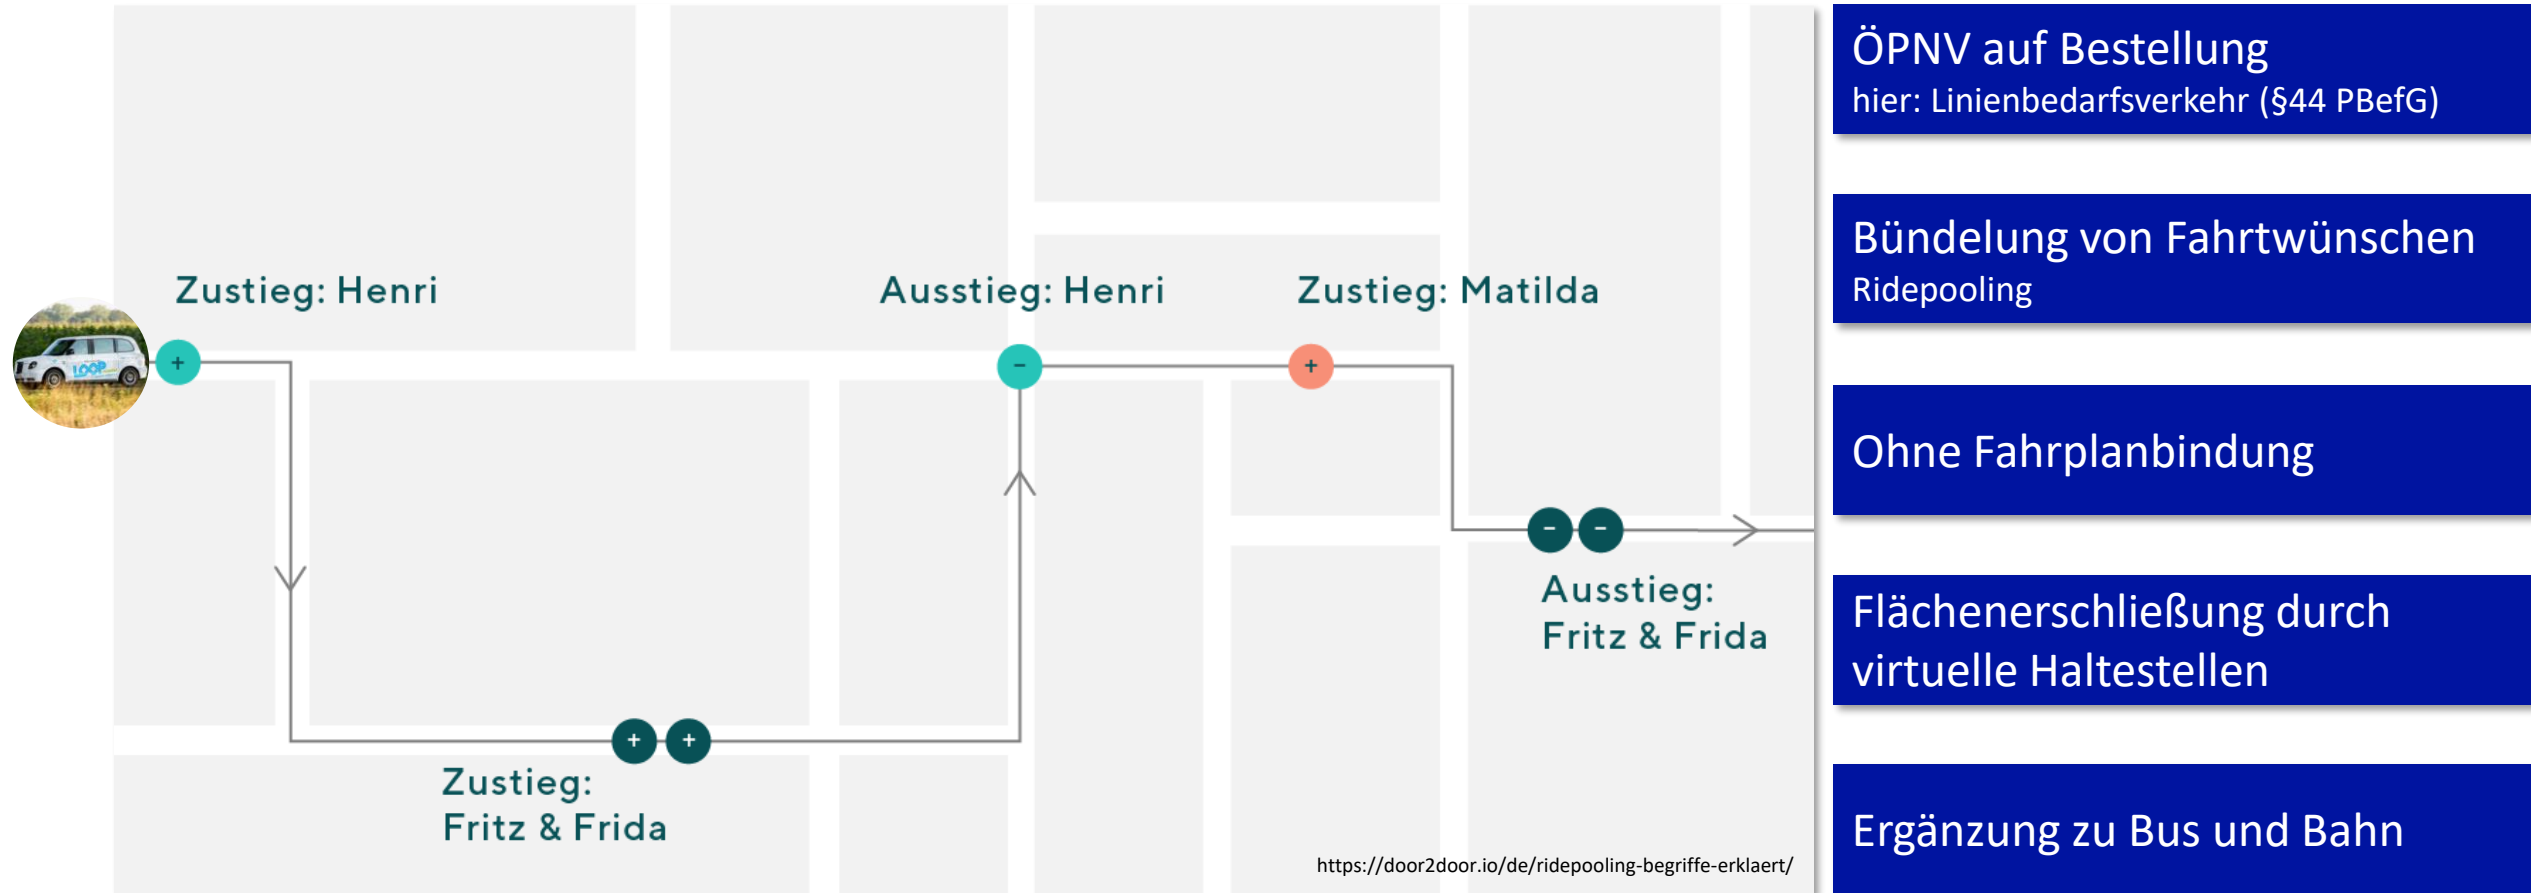 Zustieg: Henri
Ausstieg: Henri
Zustieg: Matilda
LOOP
+
-
+
- -
Ausstieg:
Fritz & Frida
+ +
Zustieg:
Fritz & Frida
https://door2door.io/de/ridepooling-begriffe-erklaert/
ÖPNV auf Bestellung
hier: Linienbedarfsverkehr (§44 PBefG)
Bündelung von Fahrtwünschen
Ridepooling
Ohne Fahrplanbindung
Flächenerschließung durch
virtuelle Haltestellen
Ergänzung zu Bus und Bahn